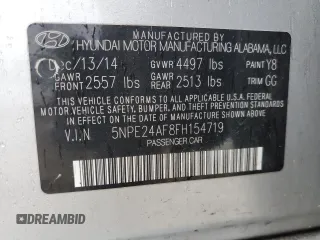 HYUNDAI MOTOR MANUFACTURING ALABAMA, LLC
Dec/13/14 GVWR 4497 lbs PAINT Y8
GAWR FRONT 2557 lbs GAWR REAR 2513 lbs TRIM GG
THIS VEHICLE CONFORMS TO ALL APPLICABLE U.S. FEDERAL
MOTOR VEHICLE SAFETY, BUMPER, AND THEFT PREVENTION
STANDARDS IN EFFECT ON THE DATE OF MANUFACTURE
SHOWN ABOVE.
V.I.N 5NPE24AF8FH154719
PASSENGER CAR
DREAMBID
DREAMBID.COM